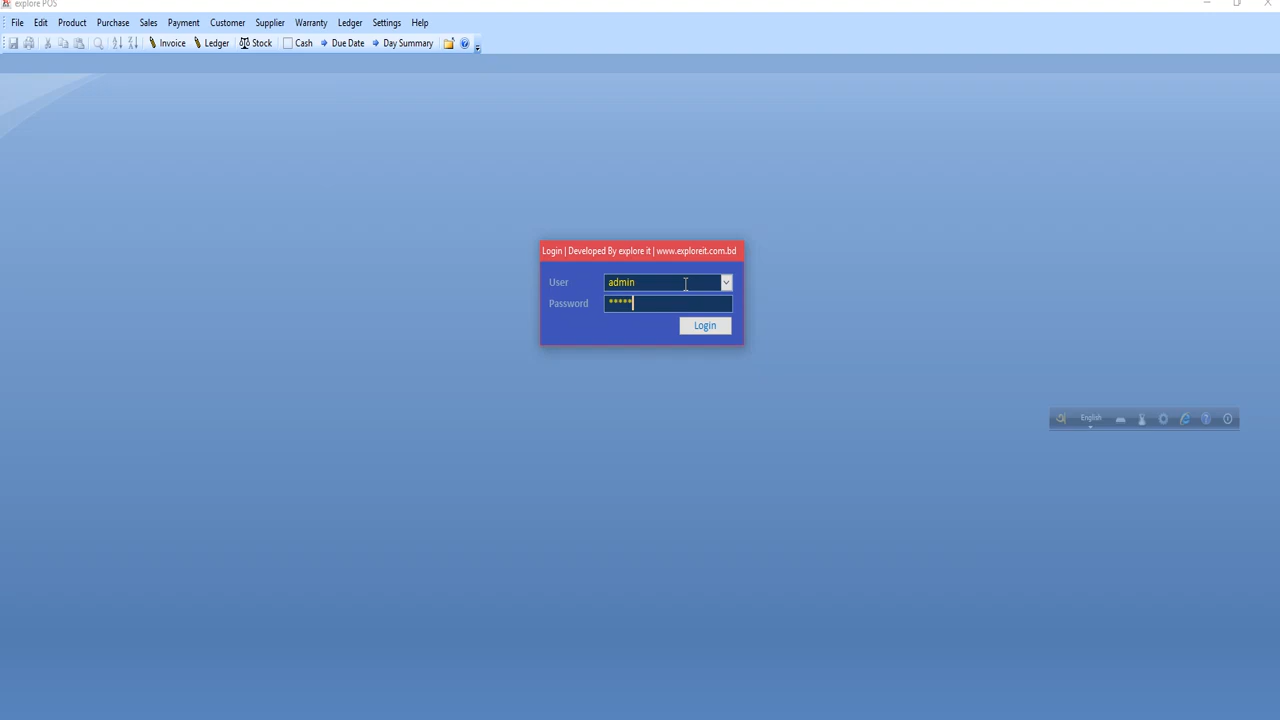 explore POS
File Edit Product Purchase Sales Payment Customer Supplier Warranty Ledger Settings Help
Invoice Ledger Stock Cash Due Date Day Summary
Login | Developed By explore it | www.exploreit.com.bd
User admin
Password *****
Login
অ English